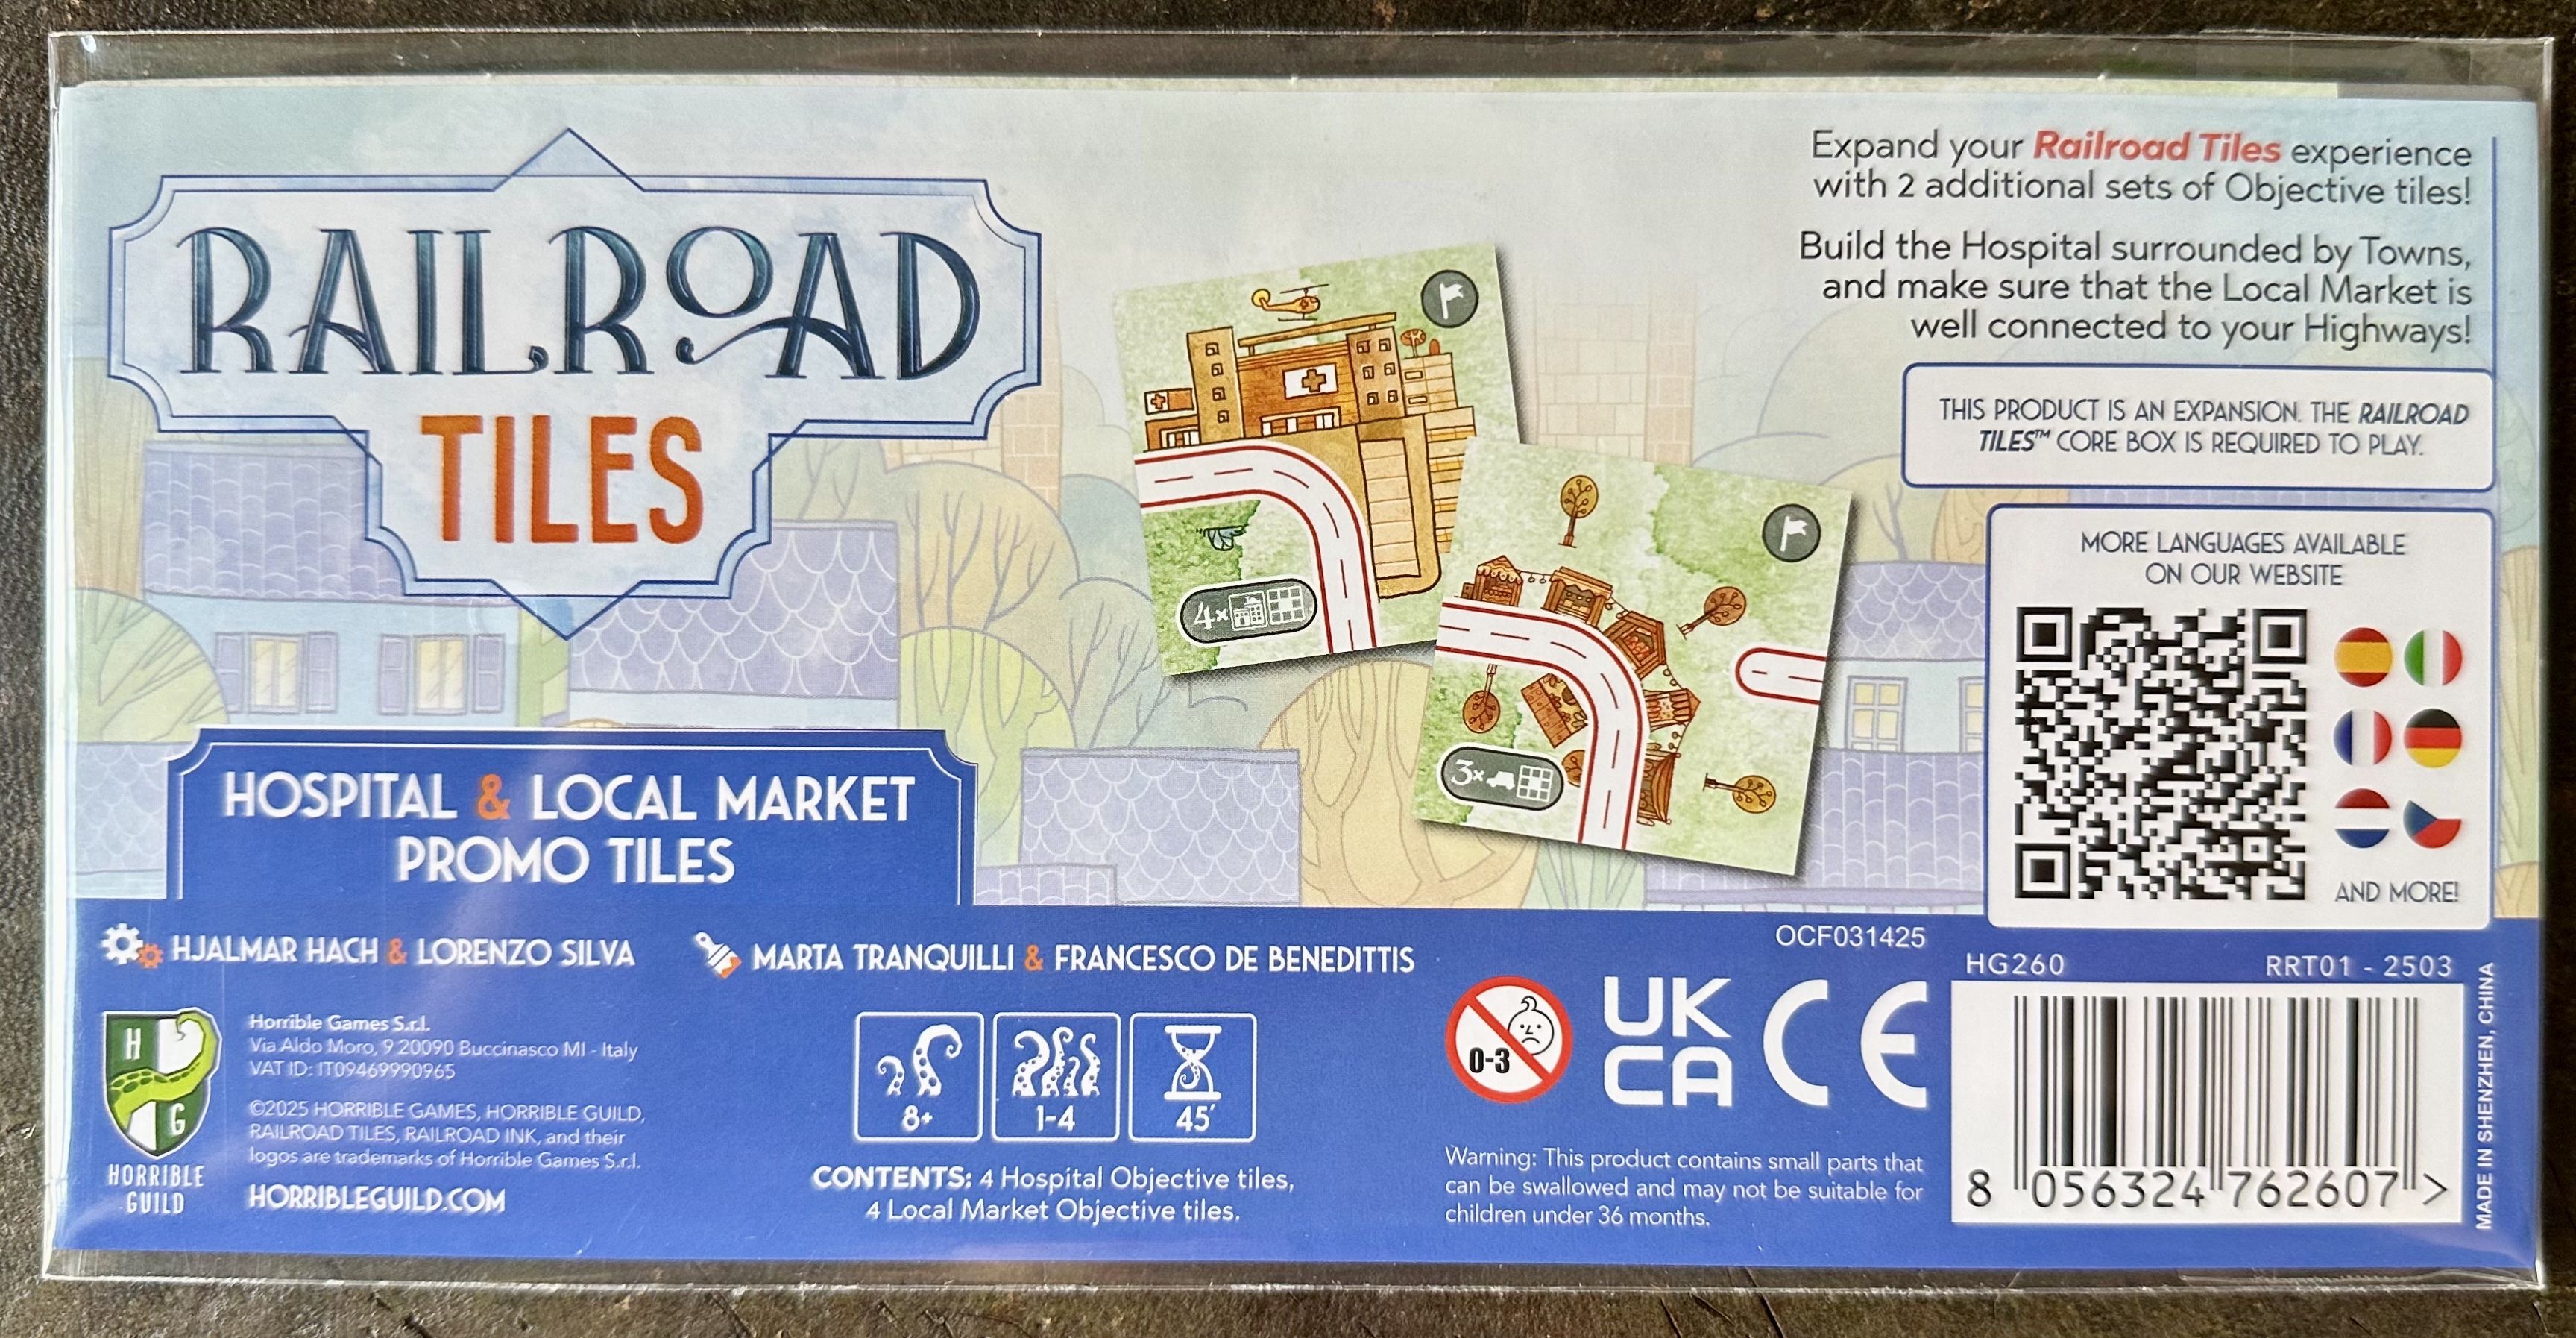 RAILROAD
TILES
HOSPITAL & LOCAL MARKET
PROMO TILES
Expand your Railroad Tiles experience
with 2 additional sets of Objective tiles!
Build the Hospital surrounded by Towns,
and make sure that the Local Market is
well connected to your Highways!
THIS PRODUCT IS AN EXPANSION. THE RAILROAD
TILES™ CORE BOX IS REQUIRED TO PLAY.
MORE LANGUAGES AVAILABLE
ON OUR WEBSITE
AND MORE!
4×
3×
HJALMAR HACH & LORENZO SILVA
MARTA TRANQUILLI & FRANCESCO DE BENEDITTIS
H
G
HORRIBLE
GUILD
Horrible Games S.r.l.
Via Aldo Moro, 9 20090 Buccinasco MI - Italy
VAT ID: IT09469990965
©2025 HORRIBLE GAMES, HORRIBLE GUILD,
RAILROAD TILES, RAILROAD INK, and their
logos are trademarks of Horrible Games S.r.l.
HORRIBLEGUILD.COM
8+
1-4
45'
CONTENTS: 4 Hospital Objective tiles,
4 Local Market Objective tiles.
OCF031425
0-3
UK
CA
CE
Warning: This product contains small parts that
can be swallowed and may not be suitable for
children under 36 months.
HG260
RRT01 - 2503
8 056324 762607 >
MADE IN SHENZHEN, CHINA